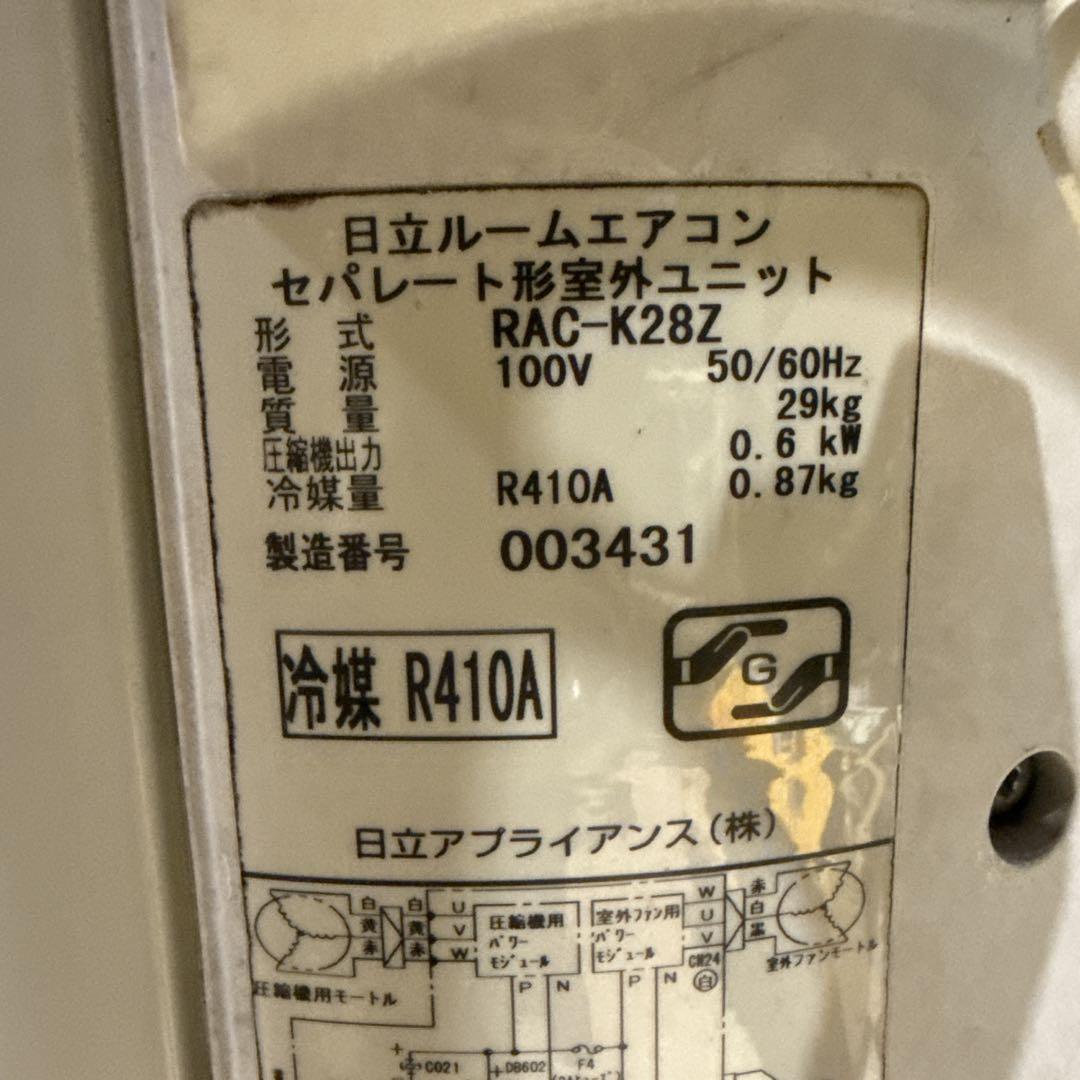 日立ルームエアコン
セパレート形室外ユニット
形 式 RAC-K28Z
電 源 100V 50/60Hz
質 量 29kg
圧縮機出力 0.6 kW
冷媒量 R410A 0.87kg
製造番号 003431
冷媒 R410A
G
日立アプライアンス(株)
白 白 U 圧縮機用 室外ファン用 W 赤
黄 黄 V パワー パワー U 白
赤 赤 W モジュール モジュール V 黒
CN24
白
圧縮機用モートル P N P N 室外ファンモートル
+ C021 + DB602 F4